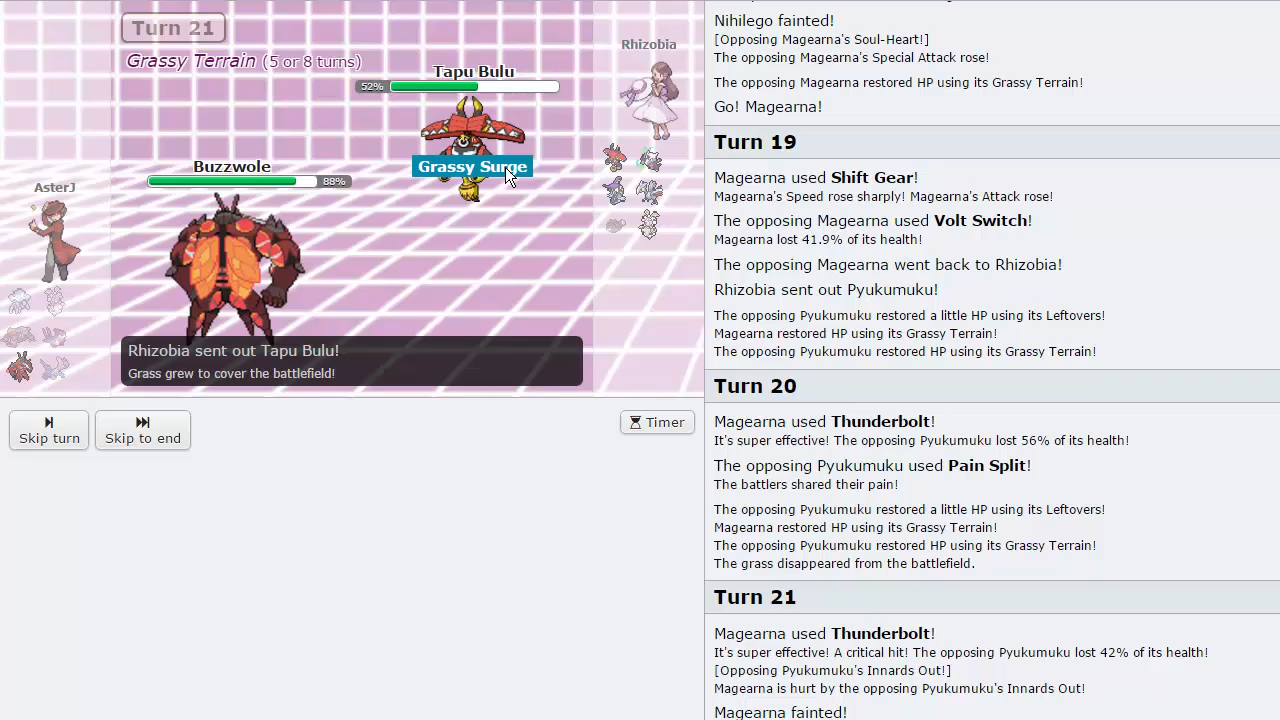 Turn 21
Grassy Terrain (5 or 8 turns)
Rhizobia
Tapu Bulu
52%
Grassy Surge
Buzzwole
88%
AsterJ
Rhizobia sent out Tapu Bulu!
Grass grew to cover the battlefield!
Skip turn
Skip to end
Timer
Nihilego fainted!
[Opposing Magearna's Soul-Heart!]
The opposing Magearna's Special Attack rose!
The opposing Magearna restored HP using its Grassy Terrain!
Go! Magearna!
Turn 19
Magearna used Shift Gear!
Magearna's Speed rose sharply! Magearna's Attack rose!
The opposing Magearna used Volt Switch!
Magearna lost 41.9% of its health!
The opposing Magearna went back to Rhizobia!
Rhizobia sent out Pyukumuku!
The opposing Pyukumuku restored a little HP using its Leftovers!
Magearna restored HP using its Grassy Terrain!
The opposing Pyukumuku restored HP using its Grassy Terrain!
Turn 20
Magearna used Thunderbolt!
It's super effective! The opposing Pyukumuku lost 56% of its health!
The opposing Pyukumuku used Pain Split!
The battlers shared their pain!
The opposing Pyukumuku restored a little HP using its Leftovers!
Magearna restored HP using its Grassy Terrain!
The opposing Pyukumuku restored HP using its Grassy Terrain!
The grass disappeared from the battlefield.
Turn 21
Magearna used Thunderbolt!
It's super effective! A critical hit! The opposing Pyukumuku lost 42% of its health!
[Opposing Pyukumuku's Innards Out!]
Magearna is hurt by the opposing Pyukumuku's Innards Out!
Magearna fainted!